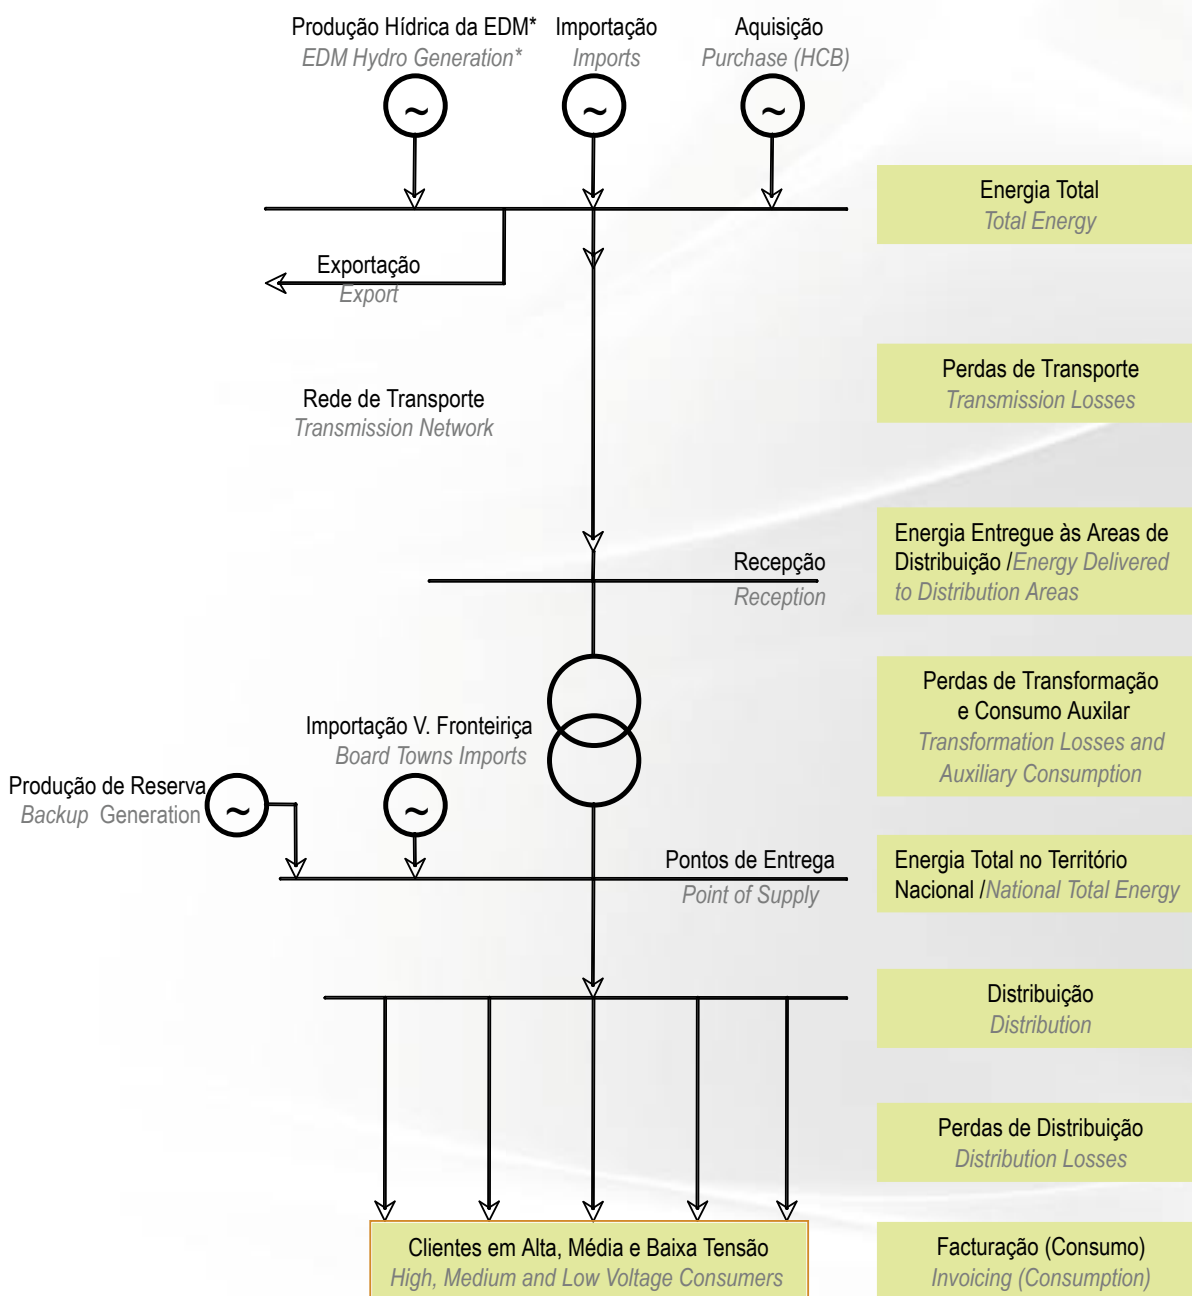 Produção Hídrica da EDM*
EDM Hydro Generation*
Importação
Imports
Aquisição
Purchase (HCB)
~
~
~
Energia Total
Total Energy
Exportação
Export
Rede de Transporte
Transmission Network
Perdas de Transporte
Transmission Losses
Recepção
Reception
Energia Entregue às Areas de
Distribuição /Energy Delivered
to Distribution Areas
Perdas de Transformação
e Consumo Auxilar
Transformation Losses and
Auxiliary Consumption
Importação V. Fronteiriça
Board Towns Imports
Produção de Reserva
Backup Generation
~
~
Pontos de Entrega
Point of Supply
Energia Total no Território
Nacional /National Total Energy
Distribuição
Distribution
Perdas de Distribuição
Distribution Losses
Clientes em Alta, Média e Baixa Tensão
High, Medium and Low Voltage Consumers
Facturação (Consumo)
Invoicing (Consumption)